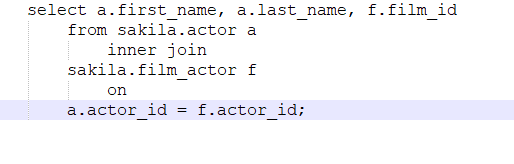 select a.first_name, a.last_name, f.film_id
from sakila.actor a
inner join
sakila.film_actor f
on
a.actor_id = f.actor_id;